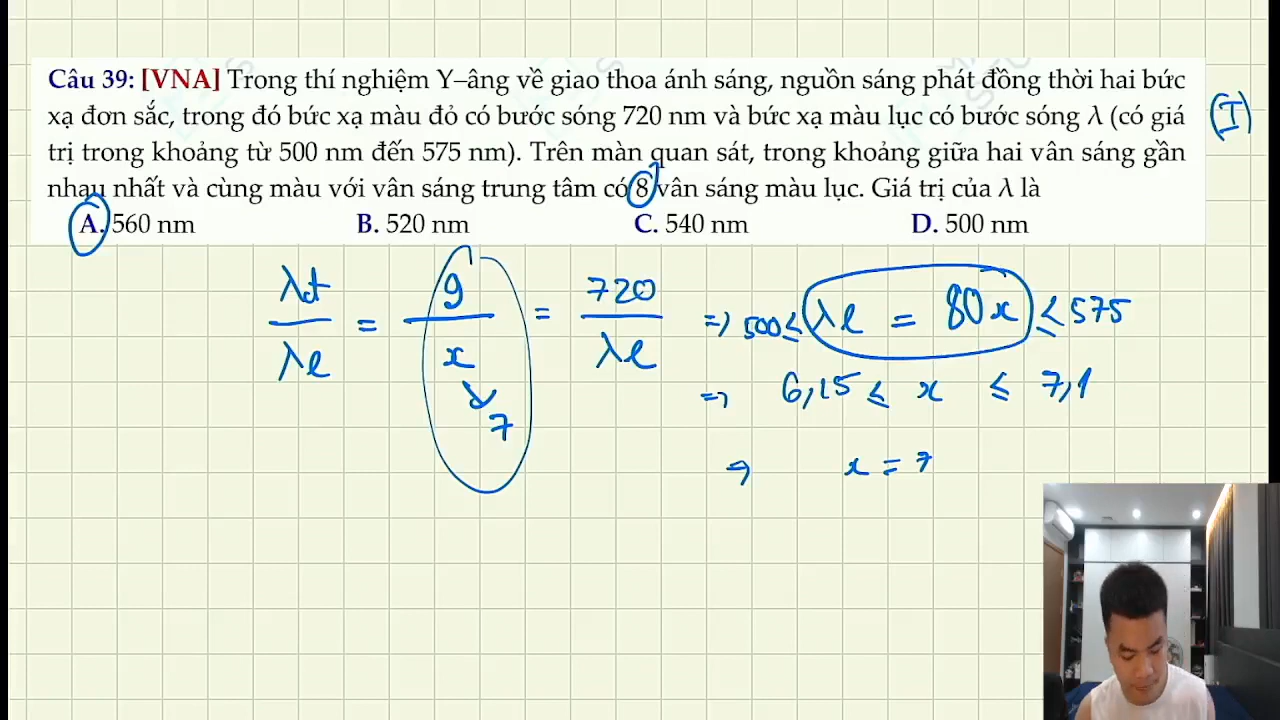 Câu 39: [VNA] Trong thí nghiệm Y–âng về giao thoa ánh sáng, nguồn sáng phát đồng thời hai bức
xạ đơn sắc, trong đó bức xạ màu đỏ có bước sóng 720 nm và bức xạ màu lục có bước sóng λ (có giá
trị trong khoảng từ 500 nm đến 575 nm). Trên màn quan sát, trong khoảng giữa hai vân sáng gần
nhau nhất và cùng màu với vân sáng trung tâm có 8 vân sáng màu lục. Giá trị của λ là
(I)
A. 560 nm B. 520 nm C. 540 nm D. 500 nm
λđ / λl = 9 / x = 720 / λl => 500 ≤ λl = 80x ≤ 575
7
=> 6,15 ≤ x ≤ 7,1
=> x = 7